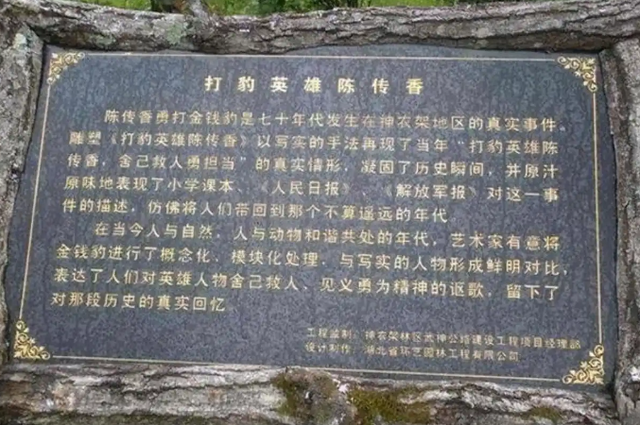 打豹英雄陈传香
陈传香勇打金钱豹是七十年代发生在神农架地区的真实事件。
雕塑《打豹英雄陈传香》以写实的手法再现了当年“打豹英雄陈
传香，舍己救人勇担当”的真实情形，凝固了历史瞬间，并原汁
原味地表现了小学课本、《人民日报》、《解放军报》对这一事
件的描述，仿佛将人们带回到那个不算遥远的年代
在当今人与自然，人与动物和谐共处的年代，艺术家有意将
金钱豹进行了概念化、模块化处理，与写实的人物形成鲜明对比，
表达了人们对英雄人物舍己救人、见义勇为精神的讴歌，留下了
对那段历史的真实回忆
工程监制：神农架林区木神公路建设工程项目经理部
设计制作：湖北省环艺园林工程有限公司